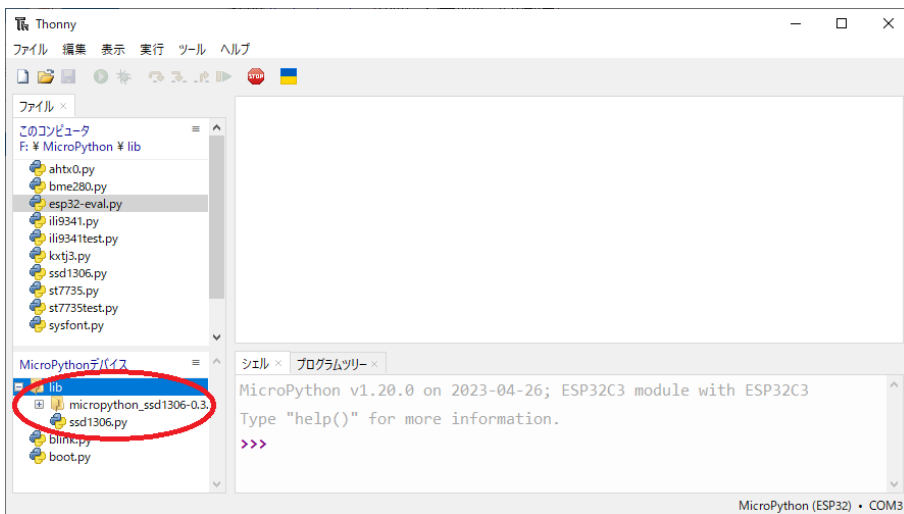 Thonny
ファイル 編集 表示 実行 ツール ヘルプ
STOP
ファイル
このコンピュータ
F: ¥ MicroPython ¥ lib
ahtx0.py
bme280.py
esp32-eval.py
ili9341.py
ili9341test.py
kxtj3.py
ssd1306.py
st7735.py
st7735test.py
sysfont.py
MicroPythonデバイス
lib
micropython_ssd1306-0.3.
ssd1306.py
blink.py
boot.py
シェル
プログラムツリー
MicroPython v1.20.0 on 2023-04-26; ESP32C3 module with ESP32C3
Type "help()" for more information.
>>>
MicroPython (ESP32) • COM3